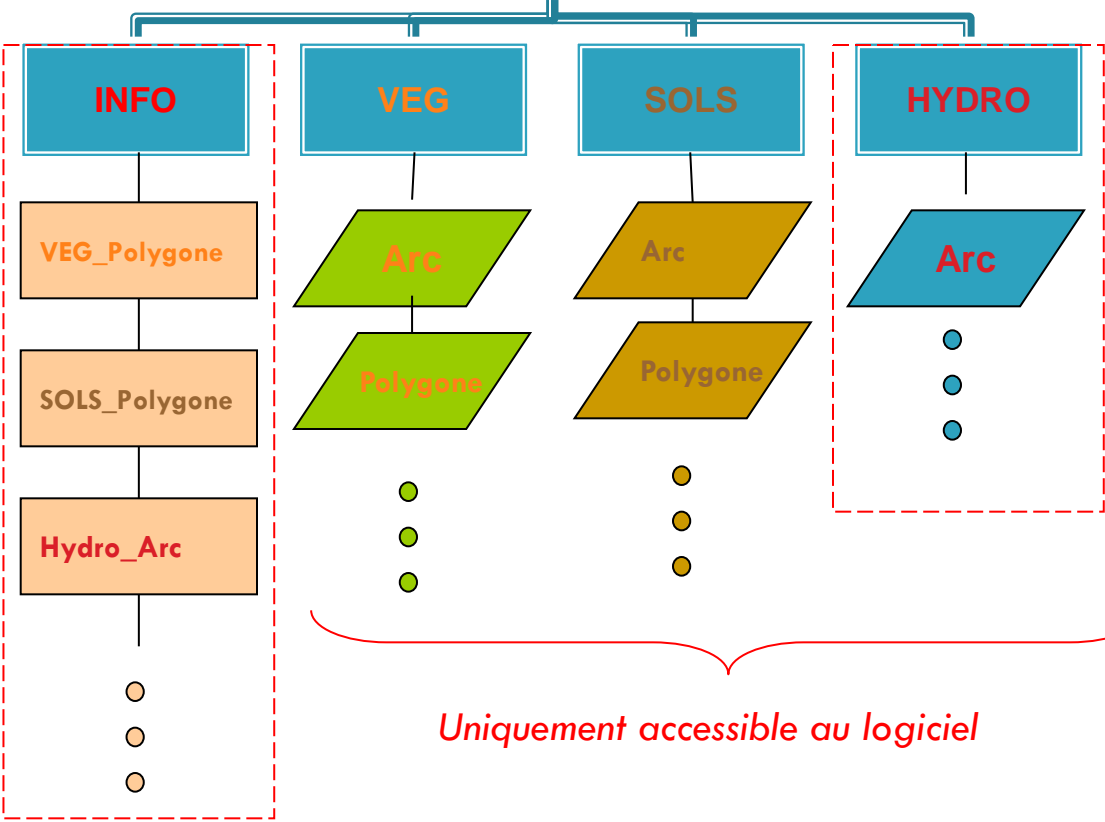 INFO
VEG
SOLS
HYDRO
VEG_Polygone
Arc
Arc
Arc
SOLS_Polygone
Polygone
Polygone
Hydro_Arc
Uniquement accessible au logiciel